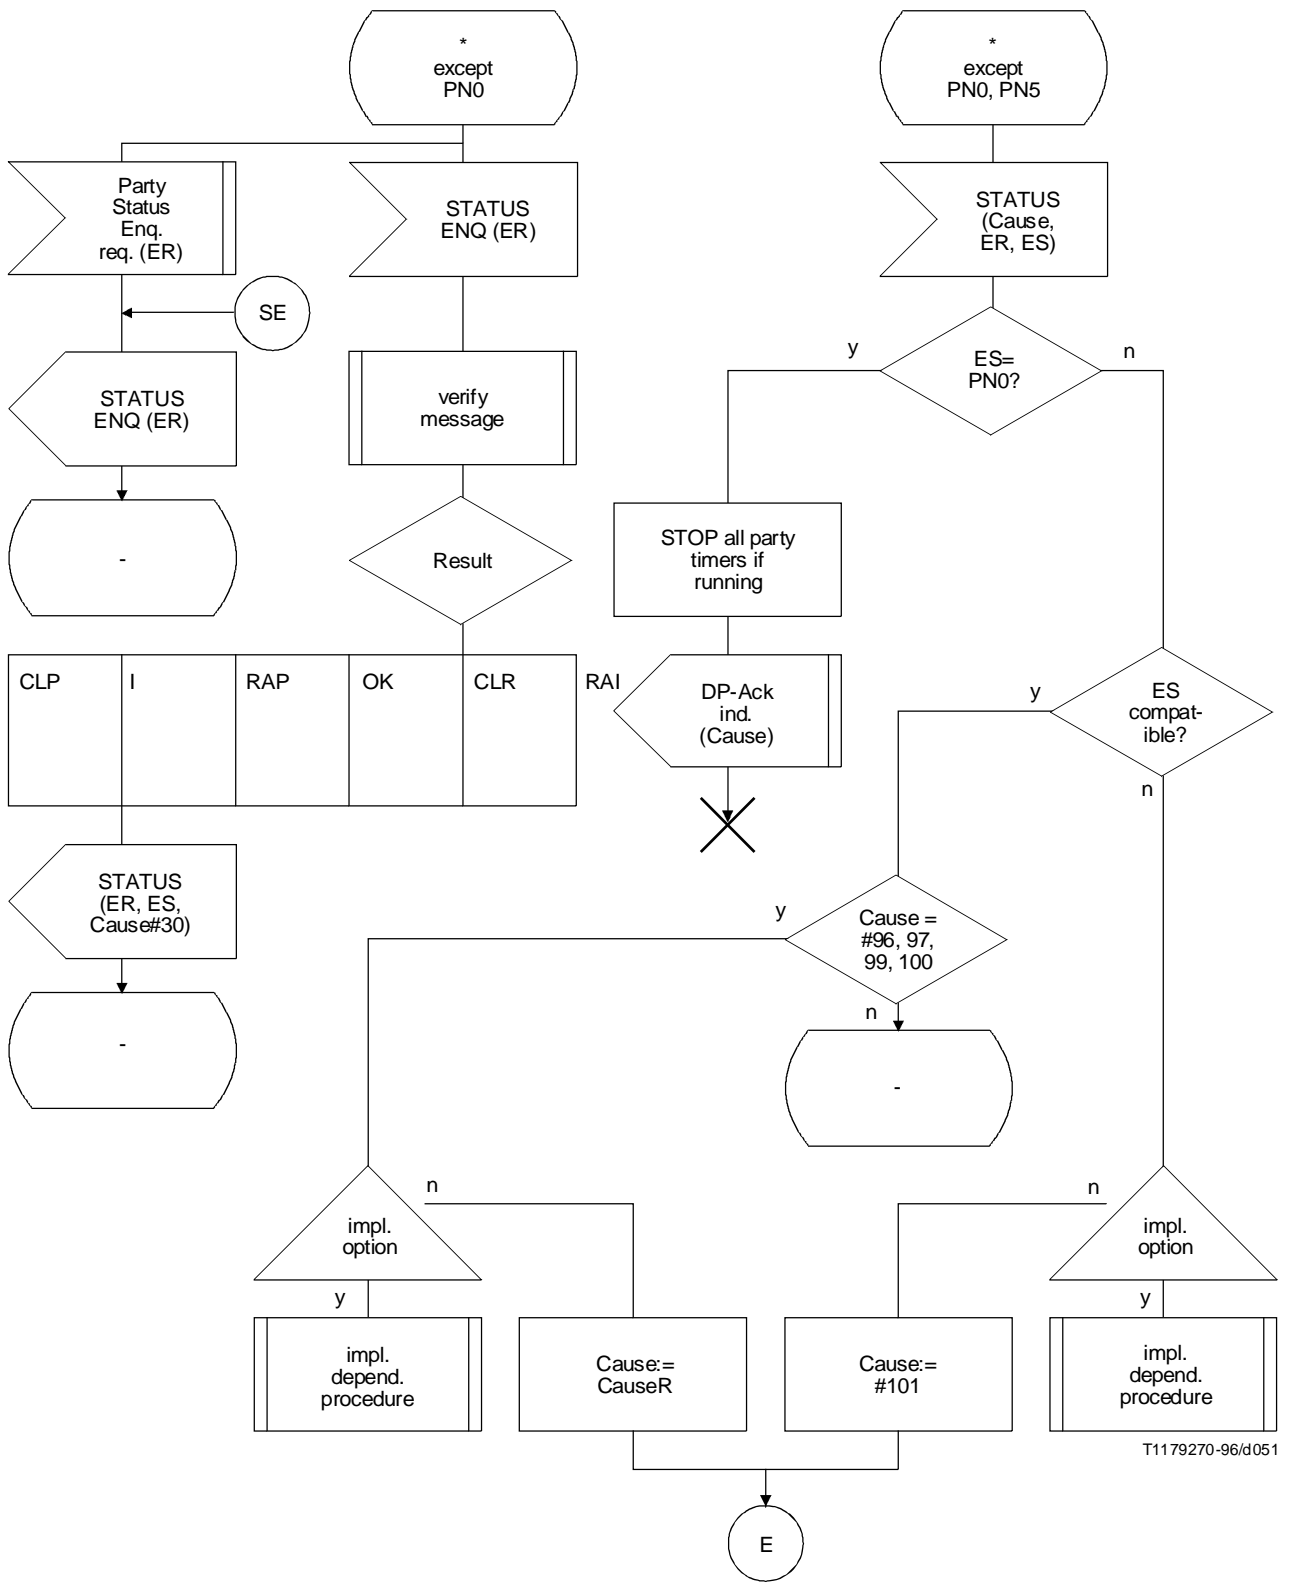 *
except
PN0
*
except
PN0, PN5
Party
Status
Enq.
req. (ER)
STATUS
ENQ (ER)
STATUS
(Cause,
ER, ES)
SE
y
ES=
PN0?
n
STATUS
ENQ (ER)
verify
message
-
Result
STOP all party
timers if
running
CLP
I
RAP
OK
CLR
RAI
DP-Ack
ind.
(Cause)
y
ES
compat-
ible?
n
STATUS
(ER, ES,
Cause#30)
y
Cause =
#96, 97,
99, 100
n
-
-
impl.
option
n
n
impl.
option
y
y
impl.
depend.
procedure
Cause:=
CauseR
Cause:=
#101
impl.
depend.
procedure
T1179270-96/d051
E